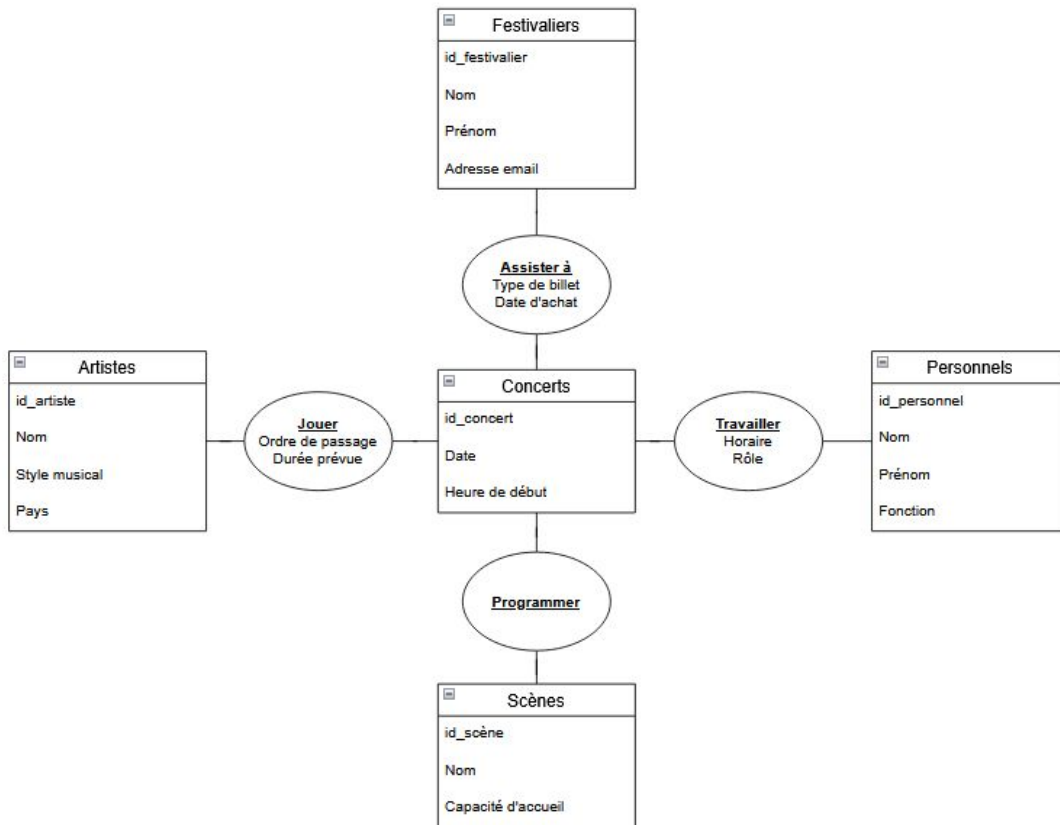 Festivaliers
id_festivalier
Nom
Prénom
Adresse email
Assister à
Type de billet
Date d'achat
Artistes
id_artiste
Nom
Style musical
Pays
Jouer
Ordre de passage
Durée prévue
Concerts
id_concert
Date
Heure de début
Travailler
Horaire
Rôle
Personnels
id_personnel
Nom
Prénom
Fonction
Programmer
Scènes
id_scène
Nom
Capacité d'accueil